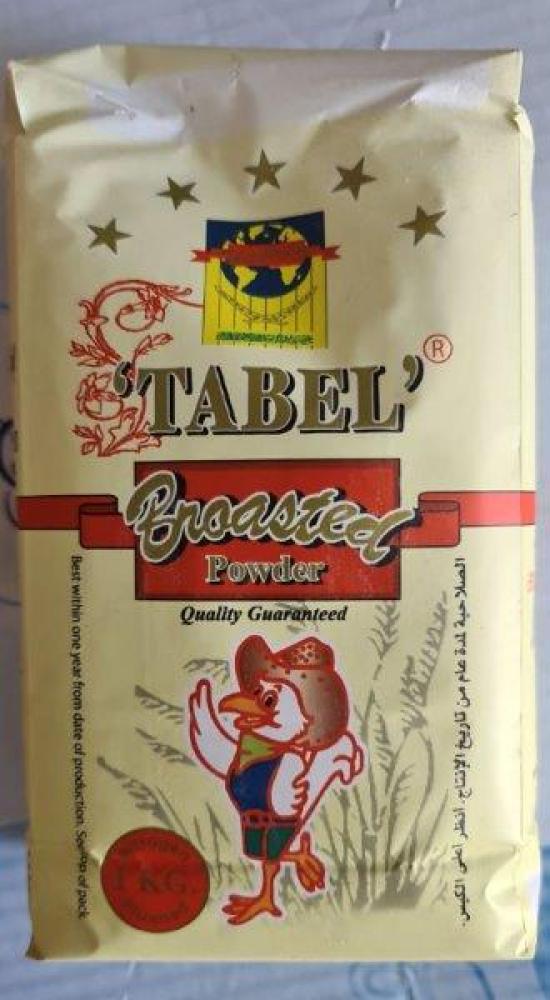 ®
'TABEL'
Broasted
Powder
Quality Guaranteed
Best within one year from date of production. See top of pack
الصلاحية لمدة عام من تاريخ الإنتاج. أنظر أعلى الكيس.
1 KG.